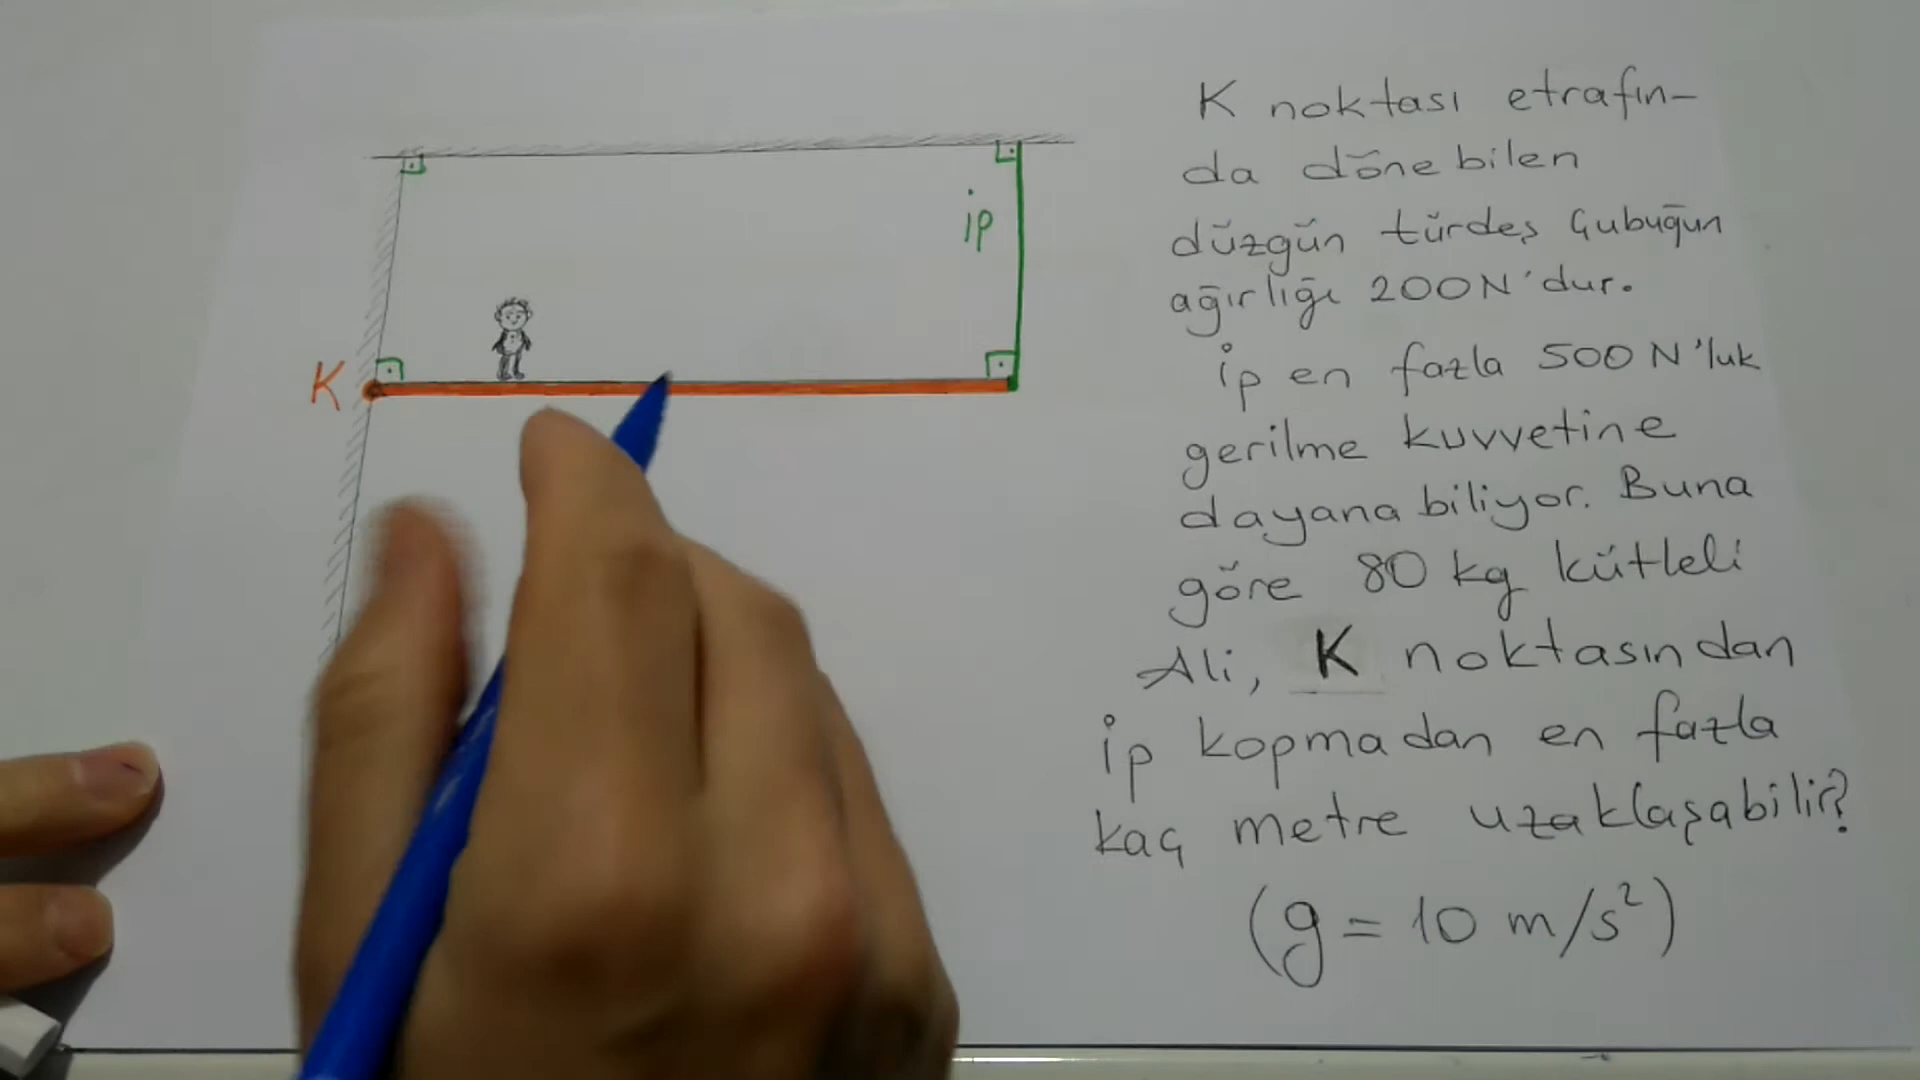 K noktası etrafın-
da dönebilen
düzgün türdeş çubuğun
ağırlığı 200N'dur.
ip en fazla 500 N'luk
gerilme kuvvetine
dayanabiliyor. Buna
göre 80 kg kütleli
Ali, K noktasından
ip kopmadan en fazla
kaç metre uzaklaşabilir?
(g = 10 m/s²)
ip
K